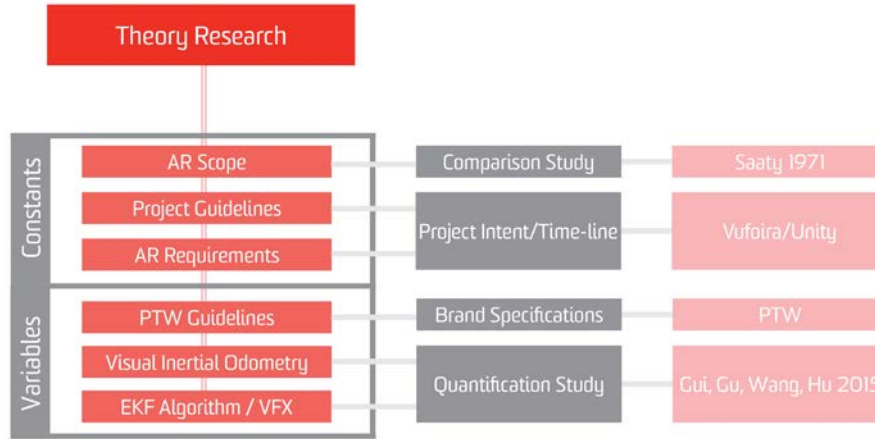 Theory Research
Constants
AR Scope
Comparison Study
Saaty 1971
Project Guidelines
AR Requirements
Project Intent/Time-line
Vufoira/Unity
Variables
PTW Guidelines
Brand Specifications
PTW
Visual Inertial Odometry
EKF Algorithm / VFX
Quantification Study
Gui, Gu, Wang, Hu 2015